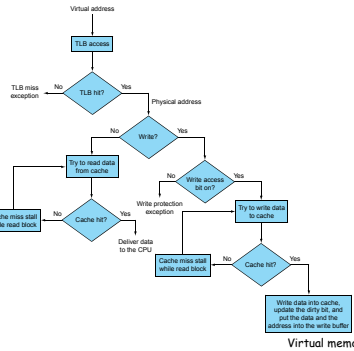 Virtual address
TLB access
TLB miss
exception
No
TLB hit?
Yes
Physical address
No
Write?
Yes
Try to read data
from cache
No
Write access
bit on?
Yes
Write protection
exception
Try to write data
to cache
miss stall
read block
No
Cache hit?
Yes
Deliver data
to the CPU
Cache miss stall
while read block
No
Cache hit?
Yes
Write data into cache,
update the dirty bit, and
put the data and the
address into the write buffer
Virtual